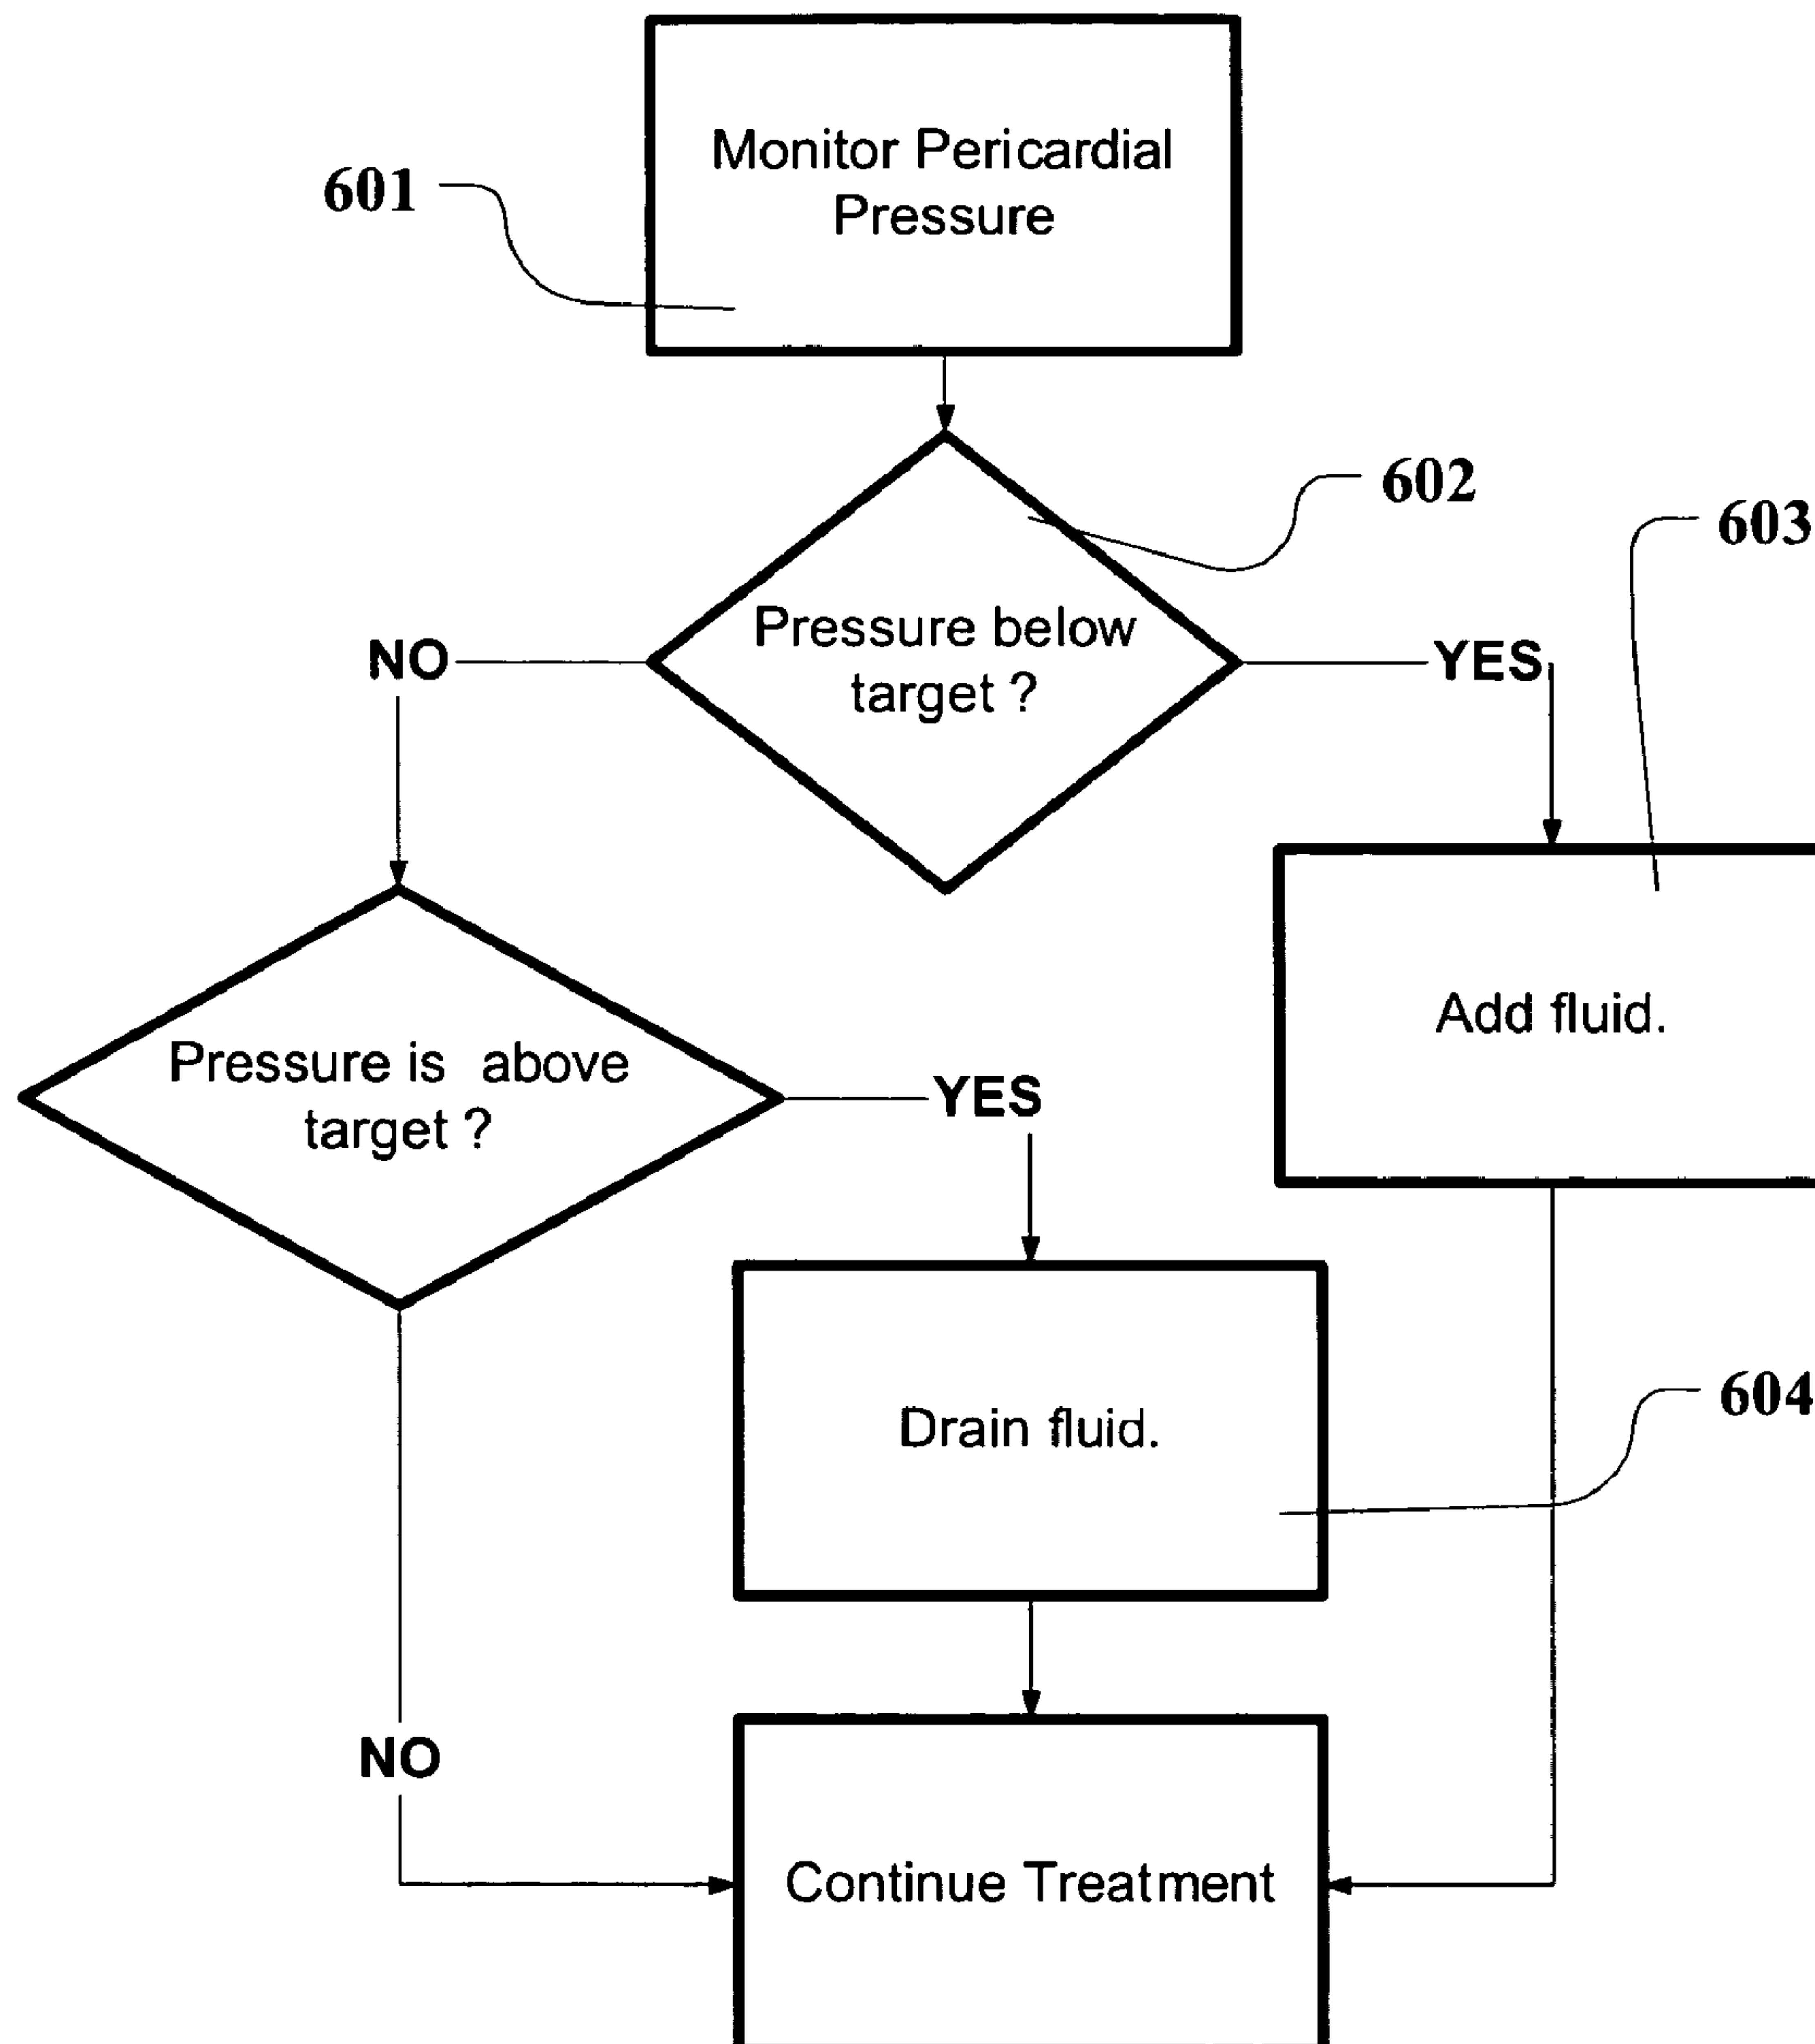 Monitor Pericardial
Pressure
601
602
603
Pressure below
target ?
NO
YES
Add fluid.
Pressure is above
target ?
YES
Drain fluid.
604
NO
Continue Treatment